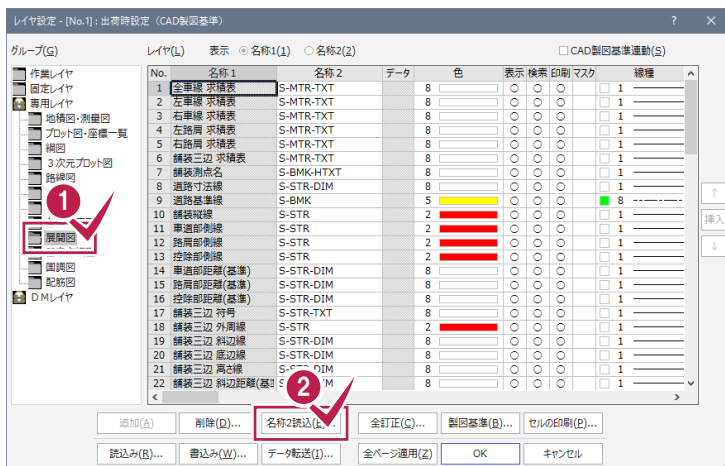 レイヤ設定 - [No.1] : 出荷時設定（CAD製図基準） ? ×
グループ(G)
レイヤ(L) 表示 名称1(1) 名称2(2) CAD製図基準連動(S)
作業レイヤ
固定レイヤ
専用レイヤ
地積図・測量図
プロット図・座標一覧
網図
3次元プロット図
路線図
1
展開図
国調図
配筋図
DMレイヤ
No. 名称1 名称2 データ 色 表示 検索 印刷 マスク 線種
1 全車線 求積表 S-MTR-TXT 8 ○ ○ ○ 1
2 左車線 求積表 S-MTR-TXT 8 ○ ○ ○ 1
3 右車線 求積表 S-MTR-TXT 8 ○ ○ ○ 1
4 左路肩 求積表 S-MTR-TXT 8 ○ ○ ○ 1
5 右路肩 求積表 S-MTR-TXT 8 ○ ○ ○ 1
6 舗装三辺 求積表 S-MTR-TXT 8 ○ ○ ○ 1
7 舗装測点名 S-BMK-HTXT 8 ○ ○ ○ 1
8 道路寸法線 S-STR-DIM 8 ○ ○ ○ 1
9 道路基準線 S-BMK 5 ○ ○ ○ 8
10 舗装縦線 S-STR 2 ○ ○ ○ 1
11 車道部側線 S-STR 2 ○ ○ ○ 1
12 路肩部側線 S-STR 2 ○ ○ ○ 1
13 控除部側線 S-STR 2 ○ ○ ○ 1
14 車道部距離(基準) S-STR-DIM 8 ○ ○ ○ 1
15 路肩部距離(基準) S-STR-DIM 8 ○ ○ ○ 1
16 控除部距離(基準) S-STR-DIM 8 ○ ○ ○ 1
17 舗装三辺 符号 S-STR-TXT 8 ○ ○ ○ 1
18 舗装三辺 外周線 S-STR 2 ○ ○ ○ 1
19 舗装三辺 斜辺線 S-STR-DIM 8 ○ ○ ○ 1
20 舗装三辺 底辺線 S-STR-DIM 8 ○ ○ ○ 1
21 舗装三辺 高さ線 S-STR-DIM 8 ○ ○ ○ 1
22 舗装三辺 斜辺距離(基 8 ○ ○ ○ 1
2
↑
挿入
↓
追加(A) 削除(D)... 名称2読込(E)... 全訂正(C)... 製図基準(B)... セルの印刷(P)...
読込み(R)... 書込み(W)... データ転送(I)... 全ページ適用(Z) OK キャンセル